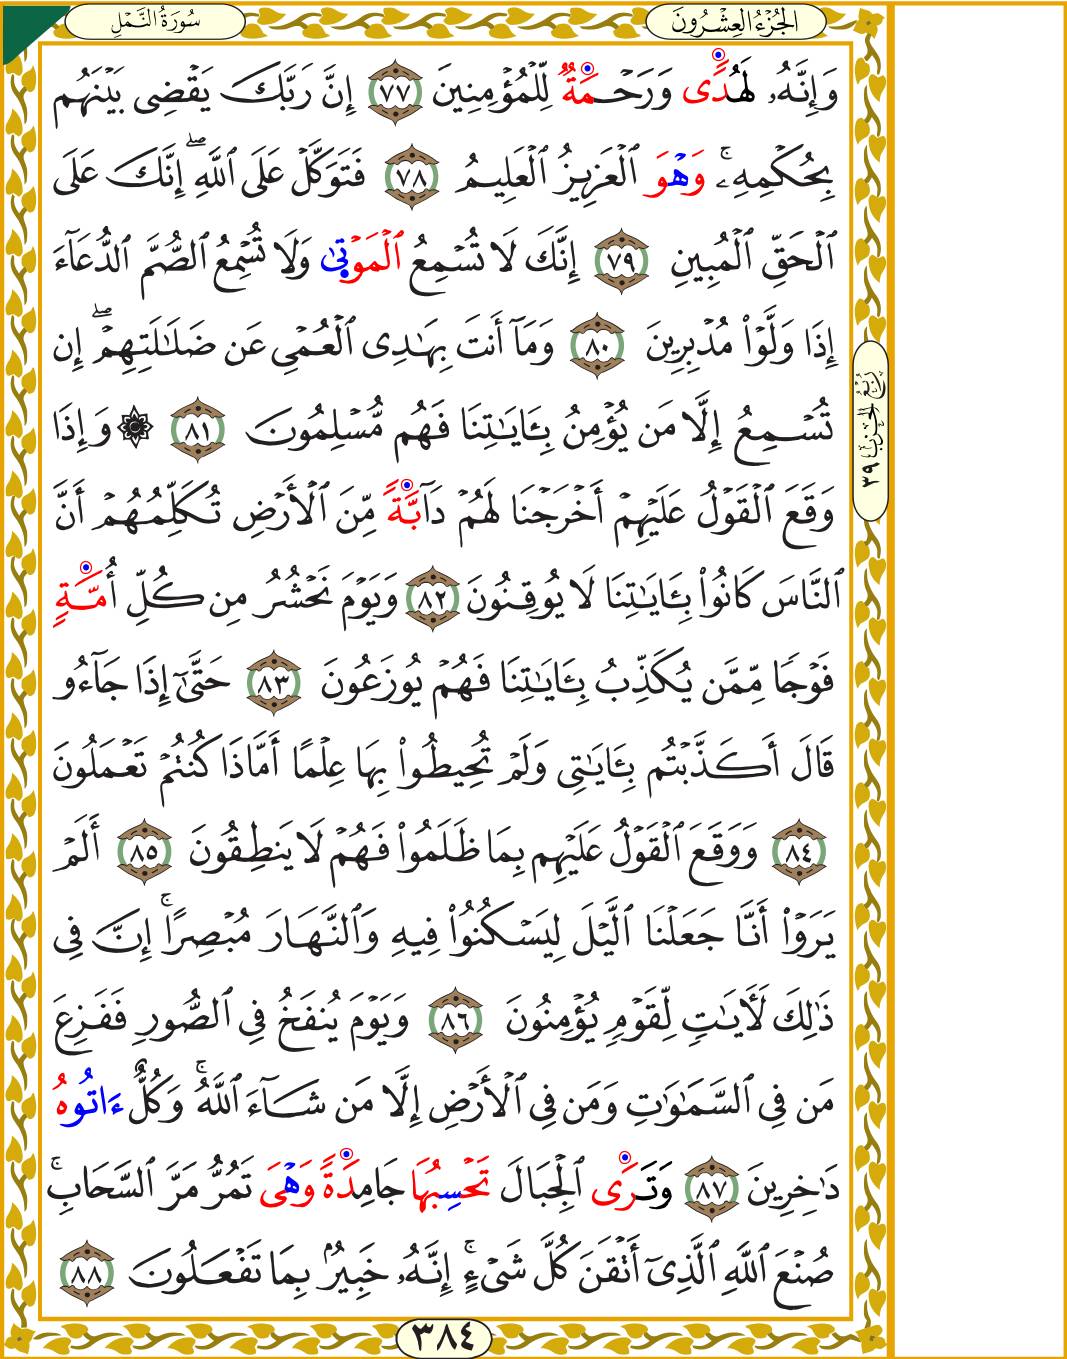 الجُزْءُ العِشْرُونَ
سُورَةُ النَّمْلِ
وَإِنَّهُۥ لَهُدًى وَرَحْمَةٌ لِّلْمُؤْمِنِينَ ٧٧ إِنَّ رَبَّكَ يَقْضِى بَيْنَهُم
بِحُكْمِهِۦۚ وَهْوَ ٱلْعَزِيزُ ٱلْعَلِيمُ ٧٨ فَتَوَكَّلْ عَلَى ٱللَّهِۖ إِنَّكَ عَلَى
ٱلْحَقِّ ٱلْمُبِينِ ٧٩ إِنَّكَ لَا تُسْمِعُ ٱلْمَوْتَىٰ وَلَا تُسْمِعُ ٱلصُّمَّ ٱلدُّعَآءَ
إِذَا وَلَّوْا۟ مُدْبِرِينَ ٨٠ وَمَآ أَنتَ بِهَـٰدِى ٱلْعُمْىِ عَن ضَلَـٰلَتِهِمْۖ إِن
تُسْمِعُ إِلَّا مَن يُؤْمِنُ بِـَٔايَـٰتِنَا فَهُم مُّسْلِمُونَ ٨١ ۞ وَإِذَا
وَقَعَ ٱلْقَوْلُ عَلَيْهِمْ أَخْرَجْنَا لَهُمْ دَآبَّةً مِّنَ ٱلْأَرْضِ تُكَلِّمُهُمْ أَنَّ
ٱلنَّاسَ كَانُوا۟ بِـَٔايَـٰتِنَا لَا يُوقِنُونَ ٨٢ وَيَوْمَ نَحْشُرُ مِن كُلِّ أُمَّةٍ
فَوْجًا مِّمَّن يُكَذِّبُ بِـَٔايَـٰتِنَا فَهُمْ يُوزَعُونَ ٨٣ حَتَّىٰٓ إِذَا جَآءُو
قَالَ أَكَذَّبْتُم بِـَٔايَـٰتِى وَلَمْ تُحِيطُوا۟ بِهَا عِلْمًا أَمَّاذَا كُنتُمْ تَعْمَلُونَ
٨٤ وَوَقَعَ ٱلْقَوْلُ عَلَيْهِم بِمَا ظَلَمُوا۟ فَهُمْ لَا يَنطِقُونَ ٨٥ أَلَمْ
يَرَوْا۟ أَنَّا جَعَلْنَا ٱلَّيْلَ لِيَسْكُنُوا۟ فِيهِ وَٱلنَّهَارَ مُبْصِرًاۚ إِنَّ فِى
ذَٰلِكَ لَـَٔايَـٰتٍ لِّقَوْمٍ يُؤْمِنُونَ ٨٦ وَيَوْمَ يُنفَخُ فِى ٱلصُّورِ فَفَزِعَ
مَن فِى ٱلسَّمَـٰوَٰتِ وَمَن فِى ٱلْأَرْضِ إِلَّا مَن شَآءَ ٱللَّهُۚ وَكُلٌّ ءَاتُوهُ
دَٰخِرِينَ ٨٧ وَتَرَى ٱلْجِبَالَ تَحْسِبُهَا جَامِدَةً وَهْىَ تَمُرُّ مَرَّ ٱلسَّحَابِۚ
صُنْعَ ٱللَّهِ ٱلَّذِىٓ أَتْقَنَ كُلَّ شَىْءٍۚ إِنَّهُۥ خَبِيرٌۢ بِمَا تَفْعَلُونَ ٨٨
رُبْعُ الحِزْبِ ٣٩
٣٨٤